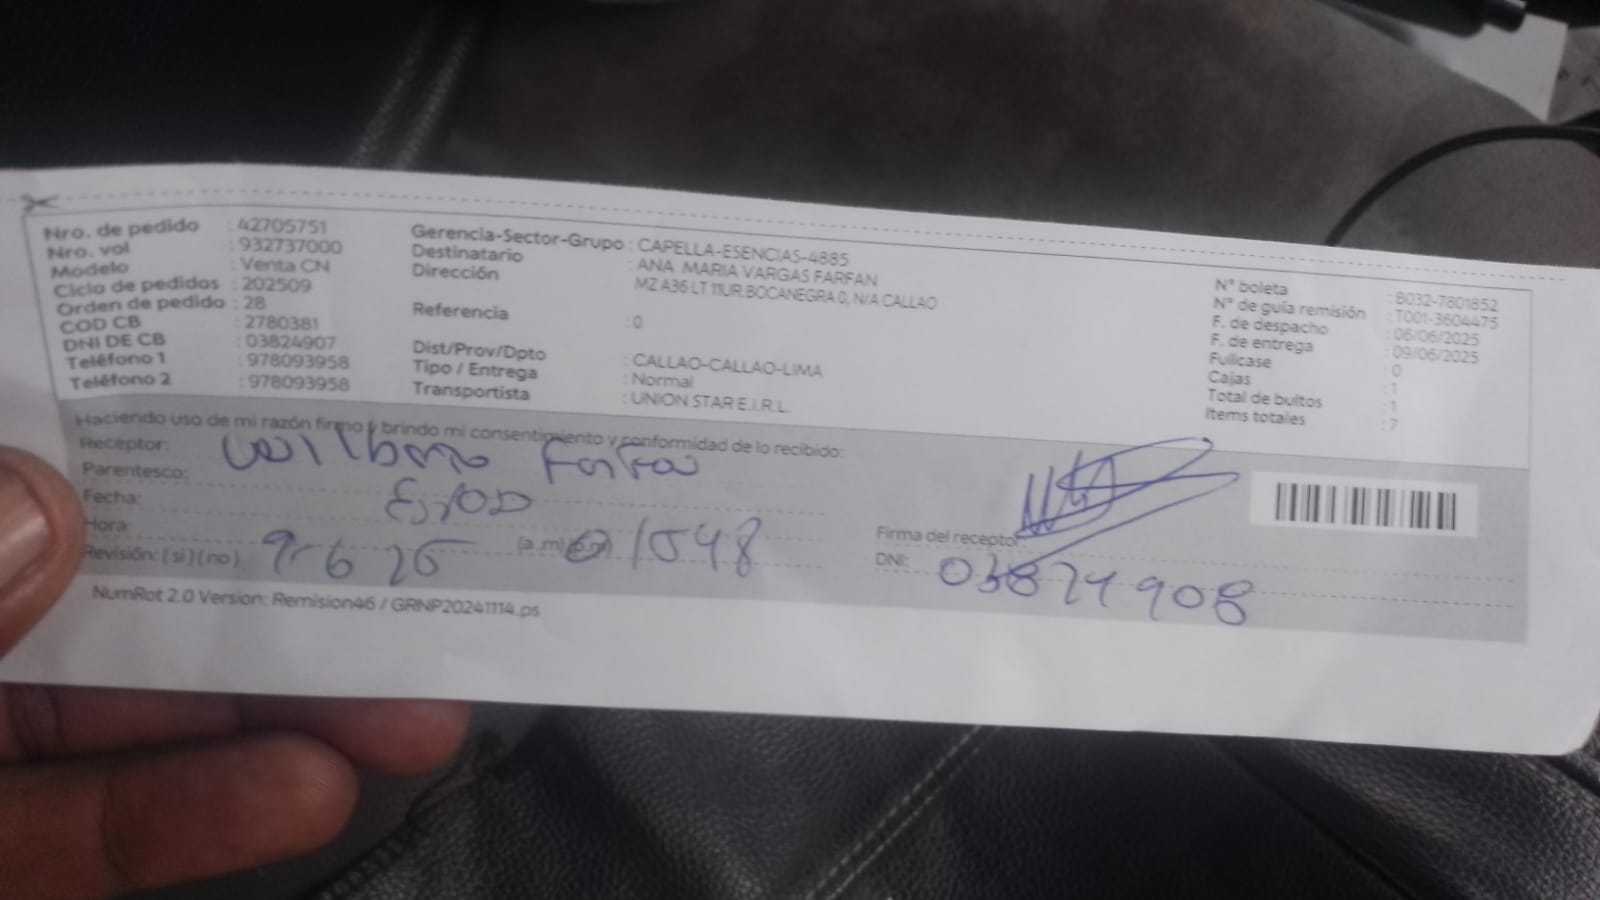 Nro. de pedido : 42705751
Nro. vol : 932737000
Modelo : Venta CN
Ciclo de pedidos : 202509
Orden de pedido : 28
COD CB : 2780381
DNI DE CB : 03824907
Teléfono 1 : 978093958
Teléfono 2 : 978093958
Gerencia-Sector-Grupo : CAPELLA-ESENCIAS-4885
Destinatario : ANA MARIA VARGAS FARFAN
Dirección MZ A36 LT 11UR.BOCANEGRA 0, N/A CALLAO
Referencia : 0
Dist/Prov/Dpto : CALLAO-CALLAO-LIMA
Tipo / Entrega : Normal
Transportista : UNION STAR E.I.R.L.
N° boleta : B032-7801852
N° de guía remisión : T001-3604475
F. de despacho : 06/06/2025
F. de entrega : 09/06/2025
Fullcase : 0
Cajas : 1
Total de bultos : 1
Items totales : 7
Haciendo uso de mi razón firmo y brindo mi consentimiento y conformidad de lo recibido:
Receptor:
Parentesco:
Fecha:
Hora: (a.m) (p.m) 1548
Revisión: ( si ) ( no ) 9-6 25
Firma del receptor:
DNI: 03824908
NumRot 2.0 Version: Remision46 / GRNP20241114.ps